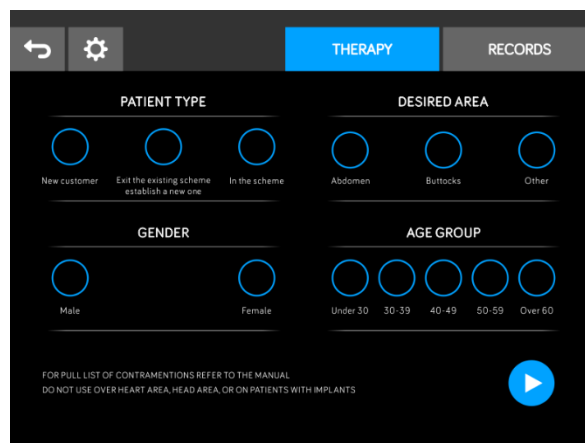 THERAPY
RECORDS
PATIENT TYPE
New customer
Exit the existing scheme
establish a new one
In the scheme
DESIRED AREA
Abdomen
Buttocks
Other
GENDER
Male
Female
AGE GROUP
Under 30
30-39
40-49
50-59
Over 60
FOR PULL LIST OF CONTRAMENTIONS REFER TO THE MANUAL
DO NOT USE OVER HEART AREA, HEAD AREA, OR ON PATIENTS WITH IMPLANTS